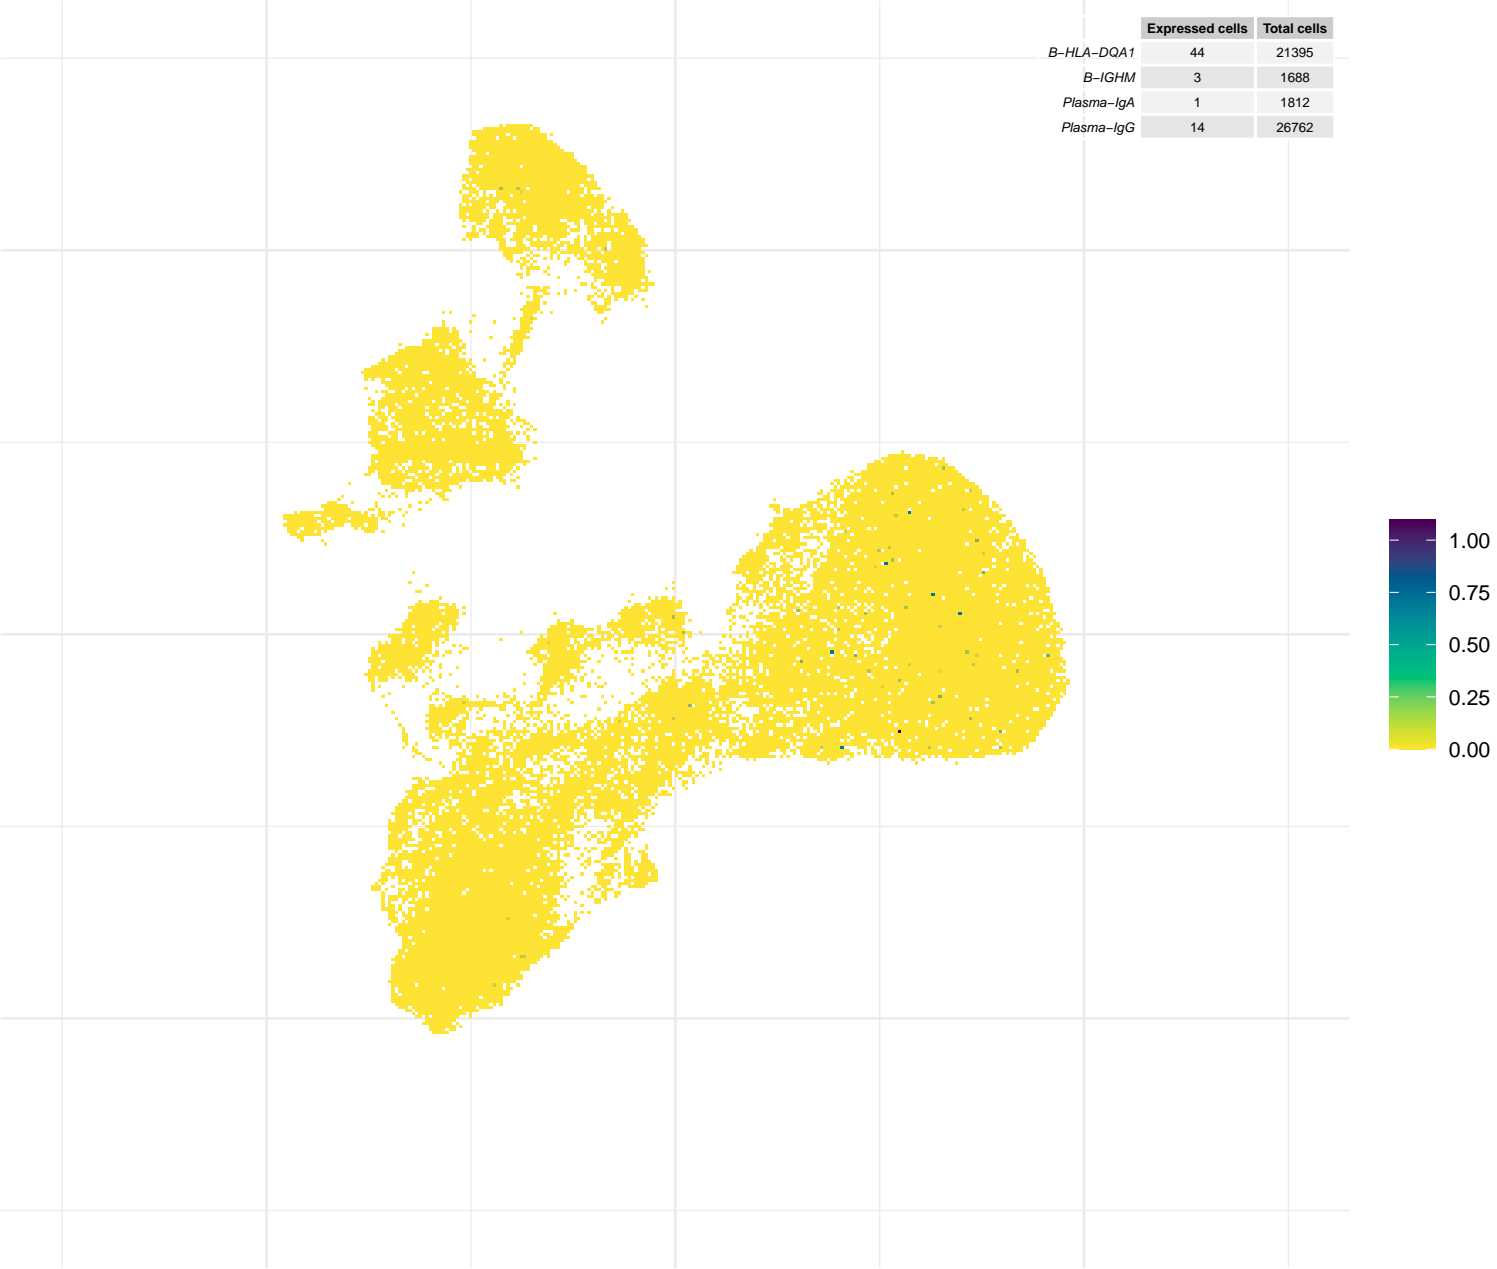 Expressed cells Total cells
B−HLA−DQA1 44 21395
B−IGHM 3 1688
Plasma−IgA 1 1812
Plasma−IgG 14 26762
1.00
0.75
0.50
0.25
0.00